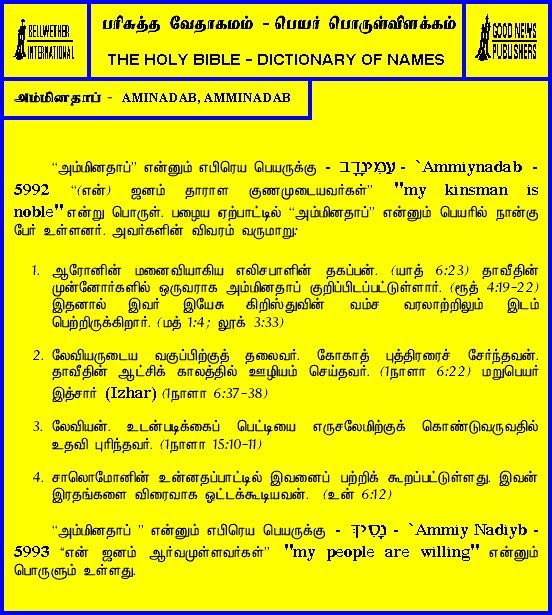 BELLWETHER
INTERNATIONAL
பரிசுத்த வேதாகமம் - பெயர் பொருள்விளக்கம்
THE HOLY BIBLE - DICTIONARY OF NAMES
GOOD NEWS
PUBLISHERS
அம்மினதாப் - AMINADAB, AMMINADAB
“அம்மினதாப்” என்னும் எபிரெய பெயருக்கு - עַמִּינָדָב - `Ammiynadab -
5992 “(என்) ஜனம் தாராள குணமுடையவர்கள்” "my kinsman is
noble" என்று பொருள். பழைய ஏற்பாட்டில் “அம்மினதாப்” என்னும் பெயரில் நான்கு
பேர் உள்ளனர். அவர்களின் விவரம் வருமாறு:
1. ஆரோனின் மனைவியாகிய எலிசபாளின் தகப்பன். (யாத் 6:23) தாவீதின்
முன்னோர்களில் ஒருவராக அம்மினதாப் குறிப்பிடப்பட்டுள்ளார். (ரூத் 4:19-22)
இதனால் இவர் இயேசு கிறிஸ்துவின் வம்ச வரலாற்றிலும் இடம்
பெற்றிருக்கிறார். (மத் 1:4; லூக் 3:33)
2. லேவியருடைய வகுப்பிற்குத் தலைவர். கோகாத் புத்திரரைச் சேர்ந்தவன்.
தாவீதின் ஆட்சிக் காலத்தில் ஊழியம் செய்தவர். (1நாளா 6:22) மறுபெயர்
இத்சார் (Izhar) (1நாளா 6:37-38)
3. லேவியன். உடன்படிக்கைப் பெட்டியை எருசலேமிற்குக் கொண்டுவருவதில்
உதவி புரிந்தவர். (1நாளா 15:10-11)
4. சாலொமோனின் உன்னதப்பாட்டில் இவனைப் பற்றிக் கூறப்பட்டுள்ளது. இவன்
இரதங்களை விரைவாக ஓட்டக்கூடியவன். (உன் 6:12)
“அம்மினதாப் ” என்னும் எபிரெய பெயருக்கு - - `Ammiy Nadiyb -
5993 “என் ஜனம் ஆர்வமுள்ளவர்கள்” "my people are willing" என்னும்
பொருளும் உள்ளது.